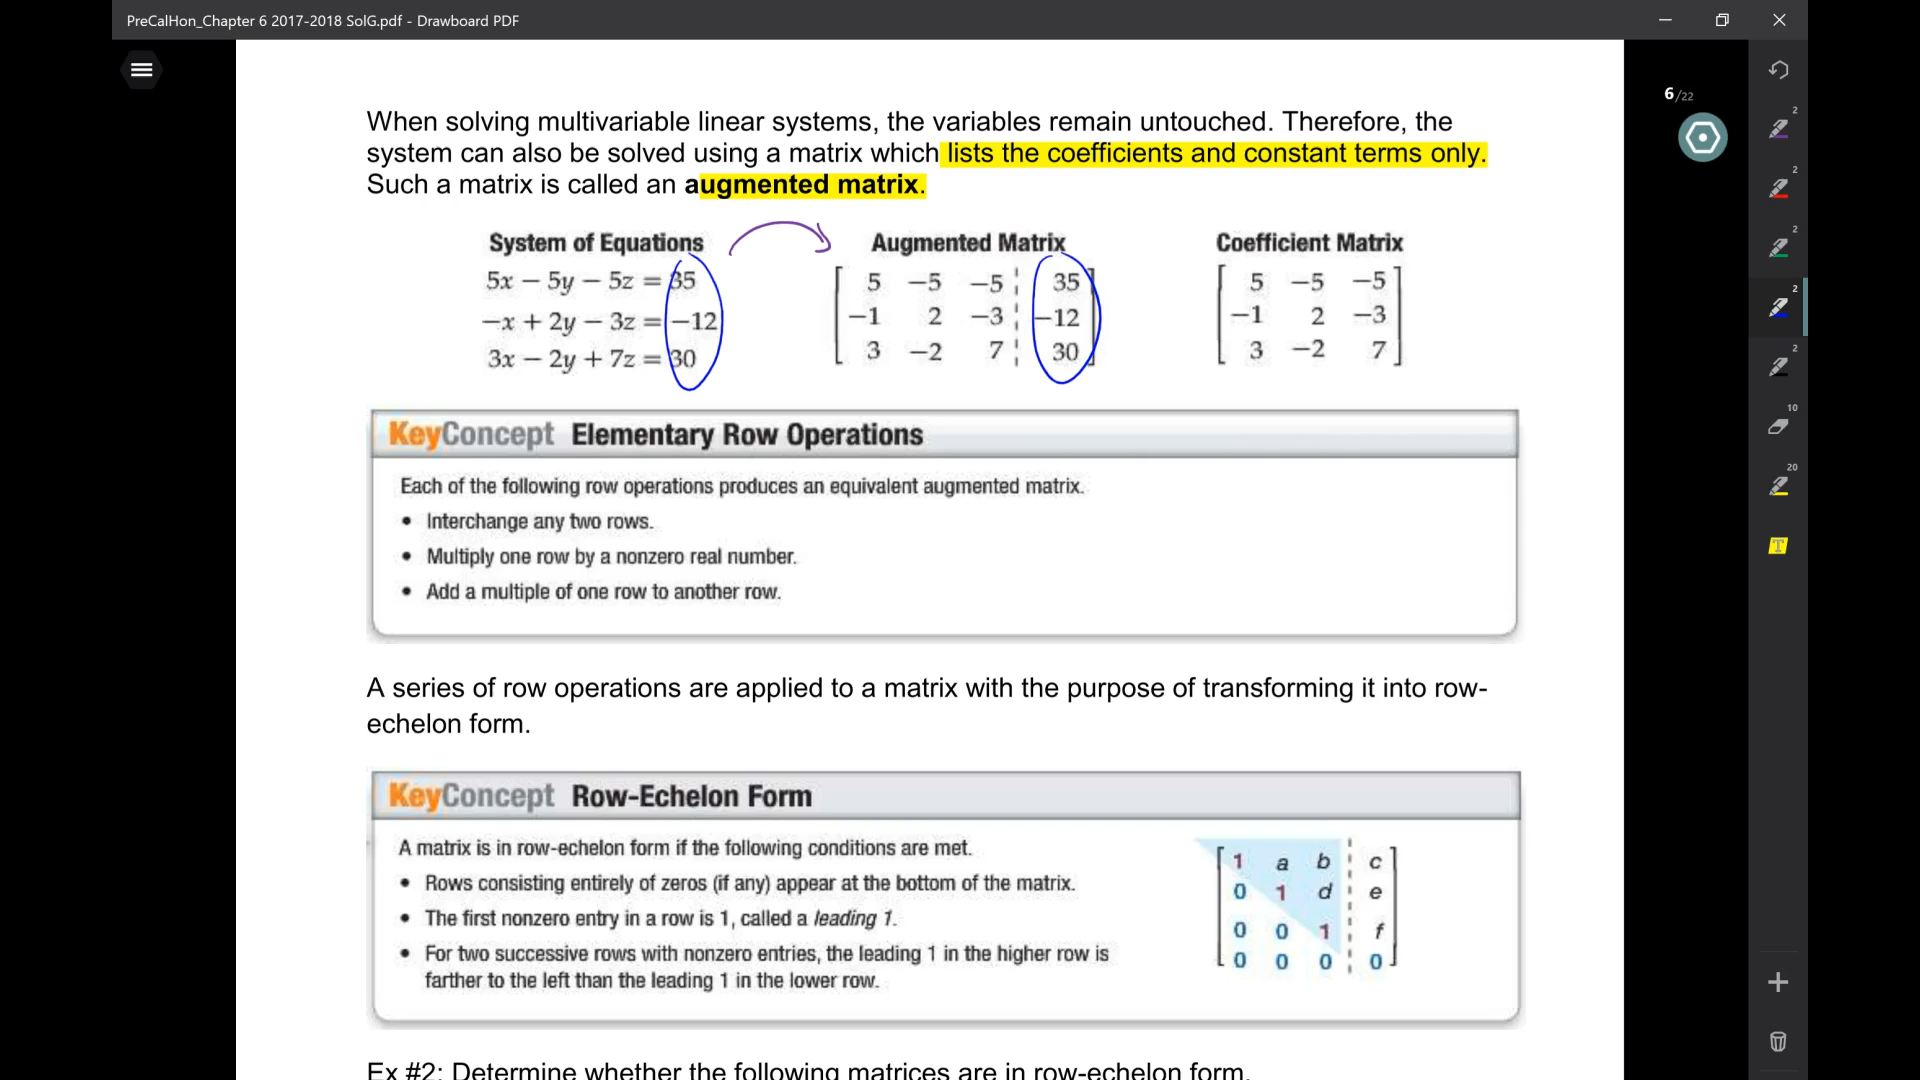 PreCalHon_Chapter 6 2017-2018 SolG.pdf - Drawboard PDF
6/22
When solving multivariable linear systems, the variables remain untouched. Therefore, the
system can also be solved using a matrix which lists the coefficients and constant terms only.
Such a matrix is called an augmented matrix.
System of Equations
5x − 5y − 5z = 35
−x + 2y − 3z = −12
3x − 2y + 7z = 30
Augmented Matrix
5 −5 −5 35
−1 2 −3 −12
3 −2 7 30
Coefficient Matrix
5 −5 −5
−1 2 −3
3 −2 7
KeyConcept Elementary Row Operations
Each of the following row operations produces an equivalent augmented matrix.
• Interchange any two rows.
• Multiply one row by a nonzero real number.
• Add a multiple of one row to another row.
A series of row operations are applied to a matrix with the purpose of transforming it into row-
echelon form.
KeyConcept Row-Echelon Form
A matrix is in row-echelon form if the following conditions are met.
• Rows consisting entirely of zeros (if any) appear at the bottom of the matrix.
• The first nonzero entry in a row is 1, called a leading 1.
• For two successive rows with nonzero entries, the leading 1 in the higher row is
farther to the left than the leading 1 in the lower row.
1 a b c
0 1 d e
0 0 1 f
0 0 0 0
Ex #2: Determine whether the following matrices are in row-echelon form.
2
2
2
2
2
10
20
T